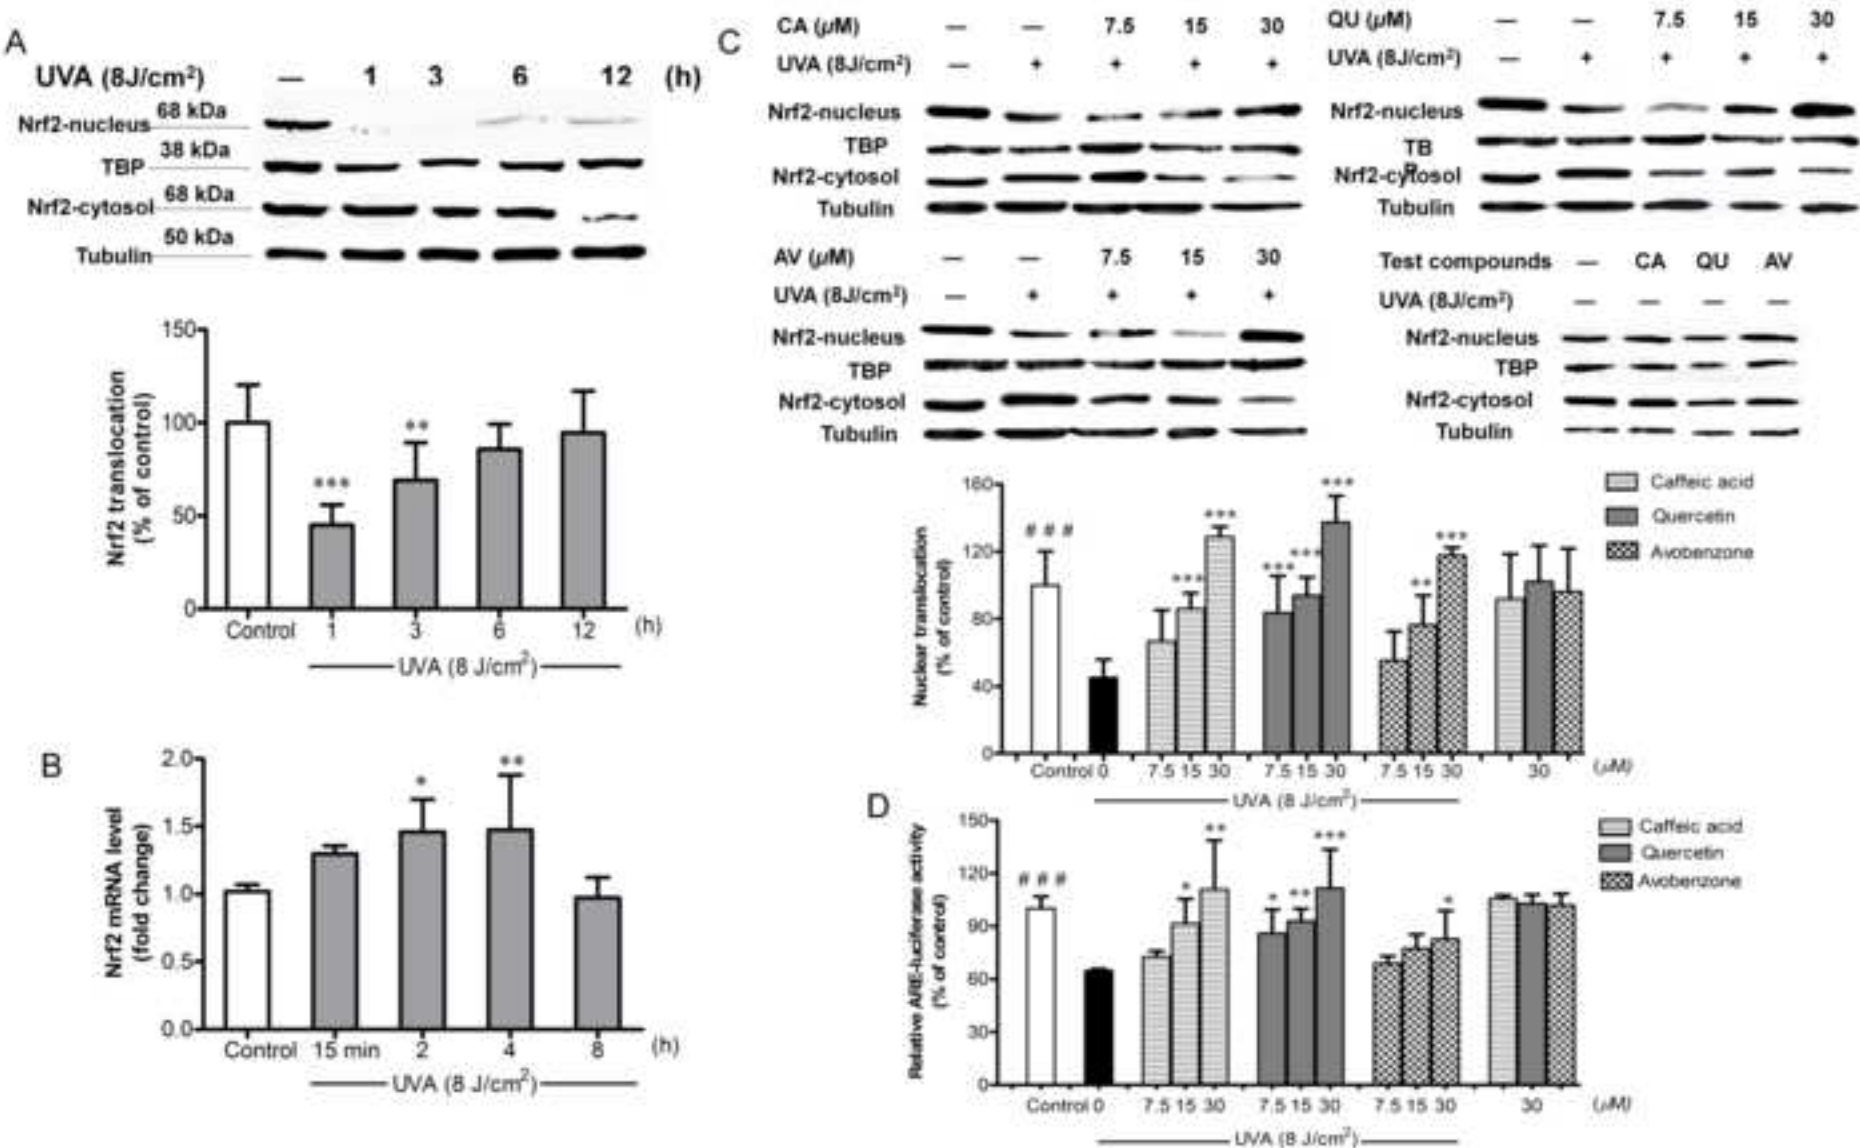 A
UVA (8J/cm²) — 1 3 6 12 (h)
Nrf2-nucleus 68 kDa
TBP 38 kDa
Nrf2-cytosol 68 kDa
Tubulin 50 kDa
Nrf2 translocation
(% of control)
150
100
50
0
*** **
Control 1 3 6 12 (h)
UVA (8 J/cm²)
B
Nrf2 mRNA level
(fold change)
2.0
1.5
1.0
0.5
0.0
* **
Control 15 min 2 4 8 (h)
UVA (8 J/cm²)
C
CA (μM) — — 7.5 15 30
UVA (8J/cm²) — + + + +
Nrf2-nucleus
TBP
Nrf2-cytosol
Tubulin
QU (μM) — — 7.5 15 30
UVA (8J/cm²) — + + + +
Nrf2-nucleus
TB
P
Nrf2-cytosol
Tubulin
AV (μM) — — 7.5 15 30
UVA (8J/cm²) — + + + +
Nrf2-nucleus
TBP
Nrf2-cytosol
Tubulin
Test compounds — CA QU AV
UVA (8J/cm²) — — — —
Nrf2-nucleus
TBP
Nrf2-cytosol
Tubulin
Nuclear translocation
(% of control)
160
120
80
40
0
# # # *** *** *** *** *** ** ***
Caffeic acid
Quercetin
Avobenzone
Control 0 7.5 15 30 7.5 15 30 7.5 15 30 30 (μM)
UVA (8 J/cm²)
D
Relative ARE-luciferase activity
(% of control)
150
120
90
60
30
0
# # # * ** * ** *** *
Caffeic acid
Quercetin
Avobenzone
Control 0 7.5 15 30 7.5 15 30 7.5 15 30 30 (μM)
UVA (8 J/cm²)